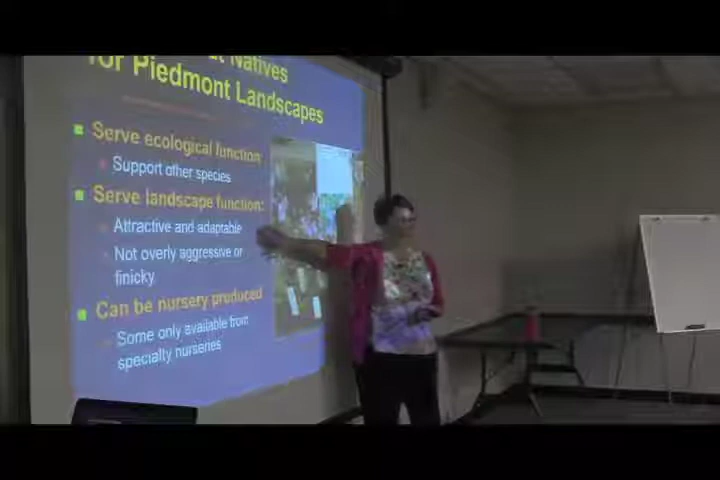 Natives
for Piedmont Landscapes
Serve ecological function:
Support other species
Serve landscape function:
Attractive and adaptable
Not overly aggressive or
finicky
Can be nursery produced
Some only available from
specialty nurseries